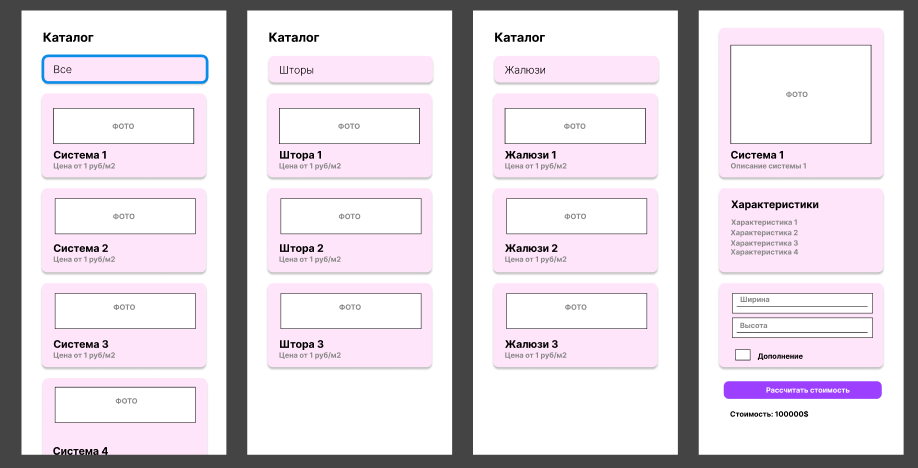 Каталог
Все
ФОТО
Система 1
Цена от 1 руб/м2
ФОТО
Система 2
Цена от 1 руб/м2
ФОТО
Система 3
Цена от 1 руб/м2
ФОТО
Система 4
Каталог
Шторы
ФОТО
Штора 1
Цена от 1 руб/м2
ФОТО
Штора 2
Цена от 1 руб/м2
ФОТО
Штора 3
Цена от 1 руб/м2
Каталог
Жалюзи
ФОТО
Жалюзи 1
Цена от 1 руб/м2
ФОТО
Жалюзи 2
Цена от 1 руб/м2
ФОТО
Жалюзи 3
Цена от 1 руб/м2
ФОТО
Система 1
Описание системы 1
Характеристики
Характеристика 1
Характеристика 2
Характеристика 3
Характеристика 4
Ширина
Высота
Дополнение
Рассчитать стоимость
Стоимость: 100000$